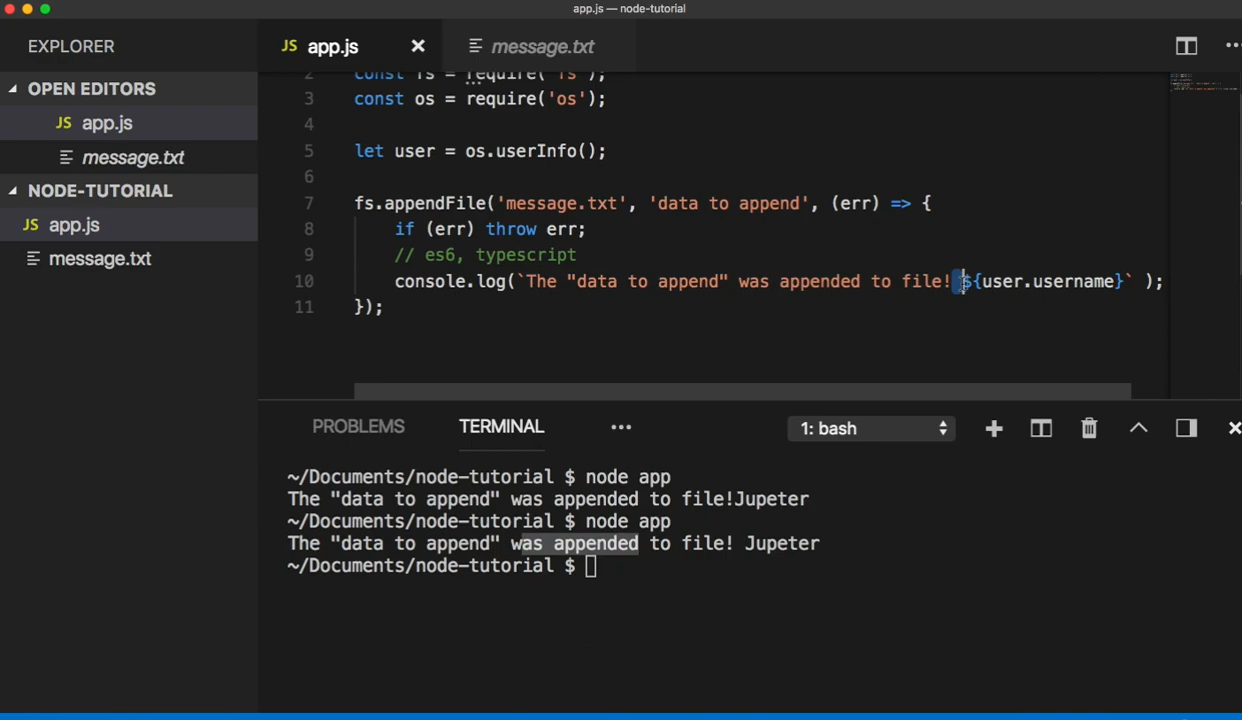 app.js — node-tutorial
EXPLORER
OPEN EDITORS
JS app.js
message.txt
NODE-TUTORIAL
JS app.js
message.txt
JS app.js
message.txt
2 const fs = require('fs');
3 const os = require('os');
4
5 let user = os.userInfo();
6
7 fs.appendFile('message.txt', 'data to append', (err) => {
8 if (err) throw err;
9 // es6, typescript
10 console.log(`The "data to append" was appended to file! ${user.username}` );
11 });
PROBLEMS TERMINAL ••• 1: bash
~/Documents/node-tutorial $ node app
The "data to append" was appended to file!Jupeter
~/Documents/node-tutorial $ node app
The "data to append" was appended to file! Jupeter
~/Documents/node-tutorial $